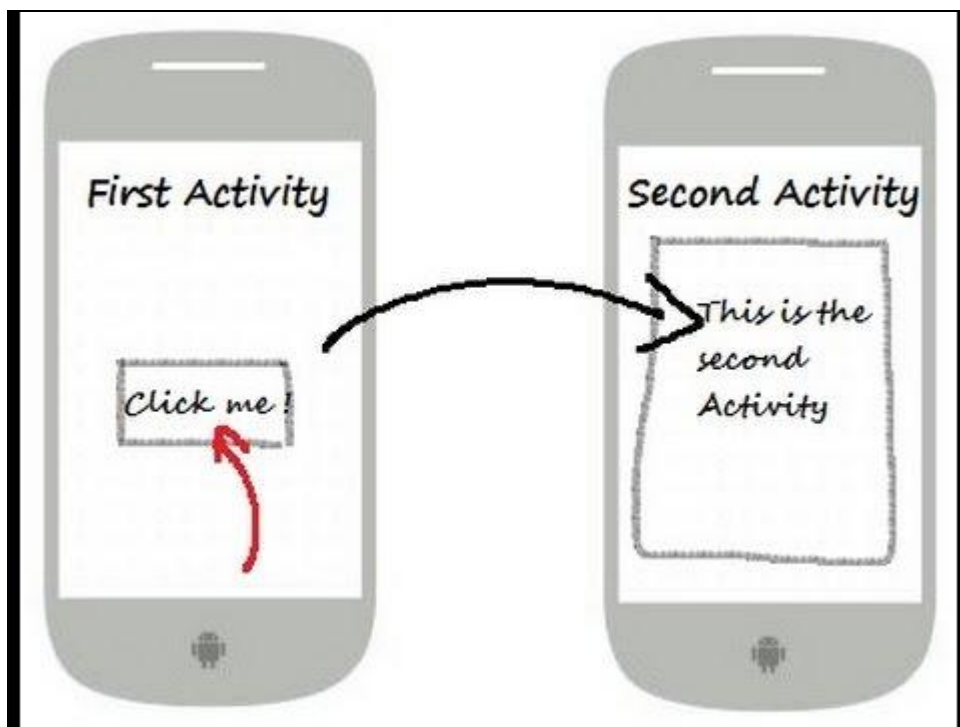 First Activity
Click me !
Second Activity
This is the
second
Activity